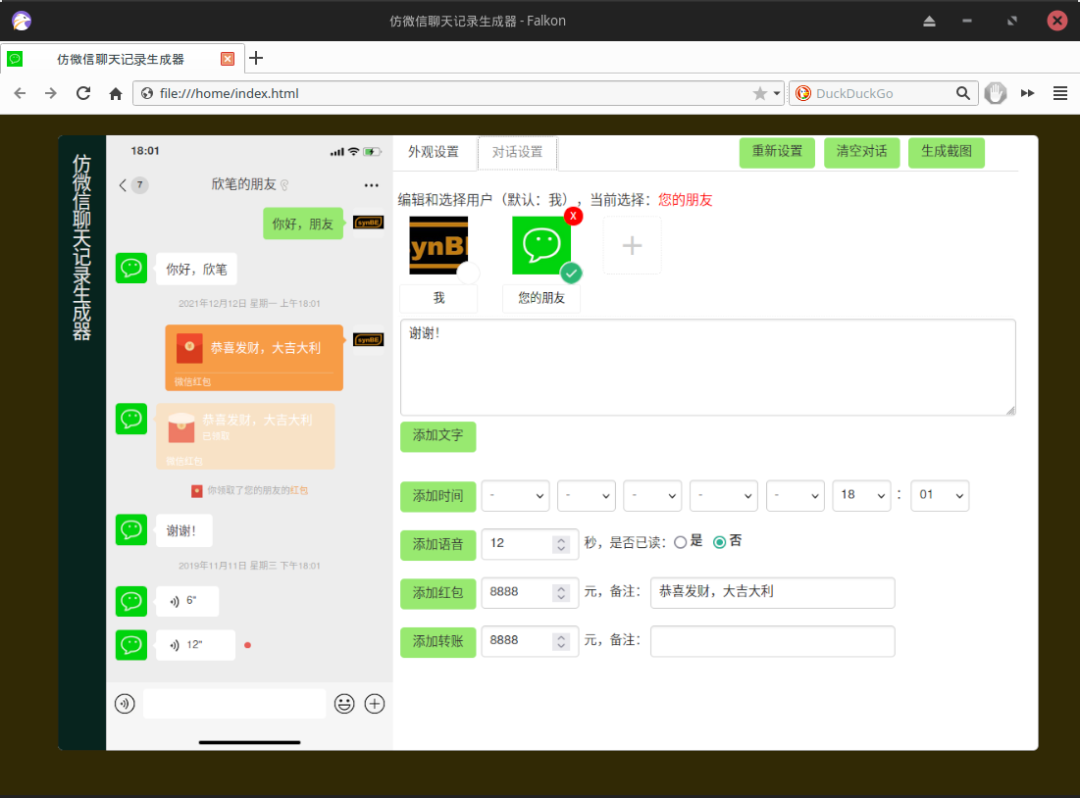 仿微信聊天记录生成器 - Falkon
仿微信聊天记录生成器
file:///home/index.html
DuckDuckGo
仿微信聊天记录生成器
18:01
7
欣笔的朋友
你好，朋友
synBB
你好，欣笔
2021年12月12日 星期一 上午18:01
恭喜发财，大吉大利
微信红包
synBB
恭喜发财，大吉大利
已领取
微信红包
你领取了您的朋友的红包
谢谢！
2019年11月11日 星期三 下午18:01
6"
12"
外观设置
对话设置
重新设置
清空对话
生成截图
编辑和选择用户（默认：我），当前选择：您的朋友
ynB
X
我
您的朋友
谢谢！
添加文字
添加时间 - - - - - 18 : 01
添加语音 12 秒，是否已读： 是 否
添加红包 8888 元，备注： 恭喜发财，大吉大利
添加转账 8888 元，备注：